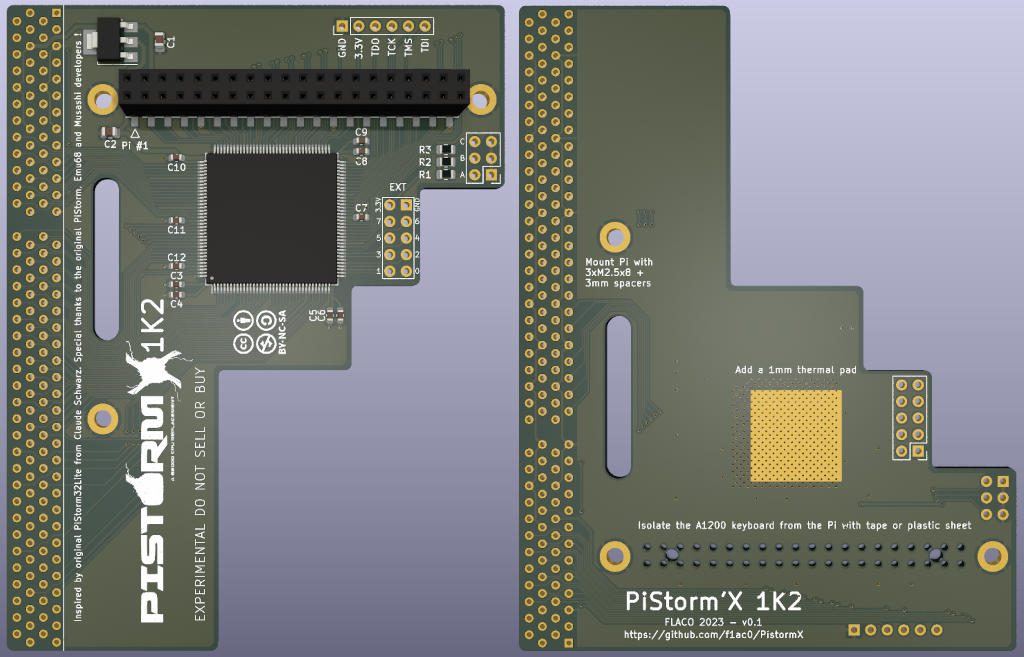 C1
GND
3.3V
TDO
TCK
TMS
TDI
C2
Pi #1
C9
C8
C10
R3
R2
R1
C
B
A
EXT
3.3V
GND
7
6
5
4
3
2
1
0
C7
C11
C12
C3
C4
C5
C6
BY-NC-SA
cc
Inspired by original PiStorm32Lite from Claude Schwarz. Special thanks to the original PiStorm, Emu68 and Musashi developers !
PISTORM X 1K2
A 68000 CPU REPLACEMENT
EXPERIMENTAL DO NOT SELL OR BUY
Mount Pi with
3xM2.5x8 +
3mm spacers
Add a 1mm thermal pad
Isolate the A1200 keyboard from the Pi with tape or plastic sheet
PiStorm'X 1K2
FLACO 2023 - v0.1
https://github.com/f1ac0/PistormX